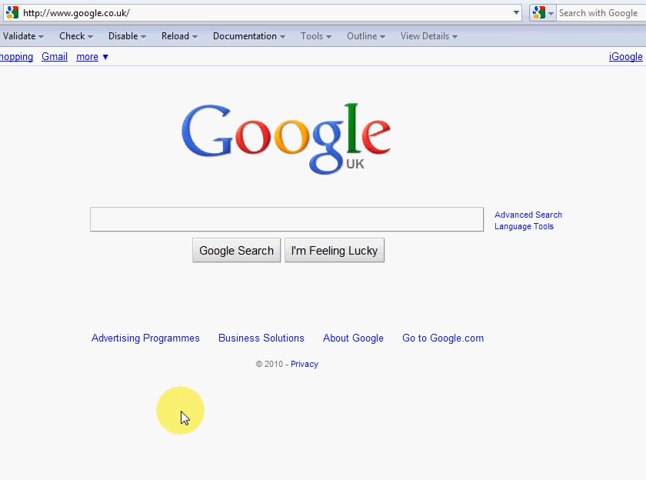 http://www.google.co.uk/ Search with Google
Validate Check Disable Reload Documentation Tools Outline View Details
hopping Gmail more iGoogle
Google
UK
Advanced Search
Language Tools
Google Search I'm Feeling Lucky
Advertising Programmes Business Solutions About Google Go to Google.com
© 2010 - Privacy